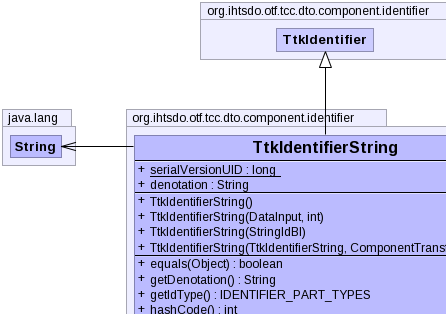 org.ihtsdo.otf.tcc.dto.component.identifier
TtkIdentifier
java.lang
org.ihtsdo.otf.tcc.dto.component.identifier
String
TtkIdentifierString
+ serialVersionUID : long
+ denotation : String
+ TtkIdentifierString()
+ TtkIdentifierString(DataInput, int)
+ TtkIdentifierString(StringIdBI)
+ TtkIdentifierString(TtkIdentifierString, ComponentTrans
+ equals(Object) : boolean
+ getDenotation() : String
+ getIdType() : IDENTIFIER_PART_TYPES
+ hashCode() : int